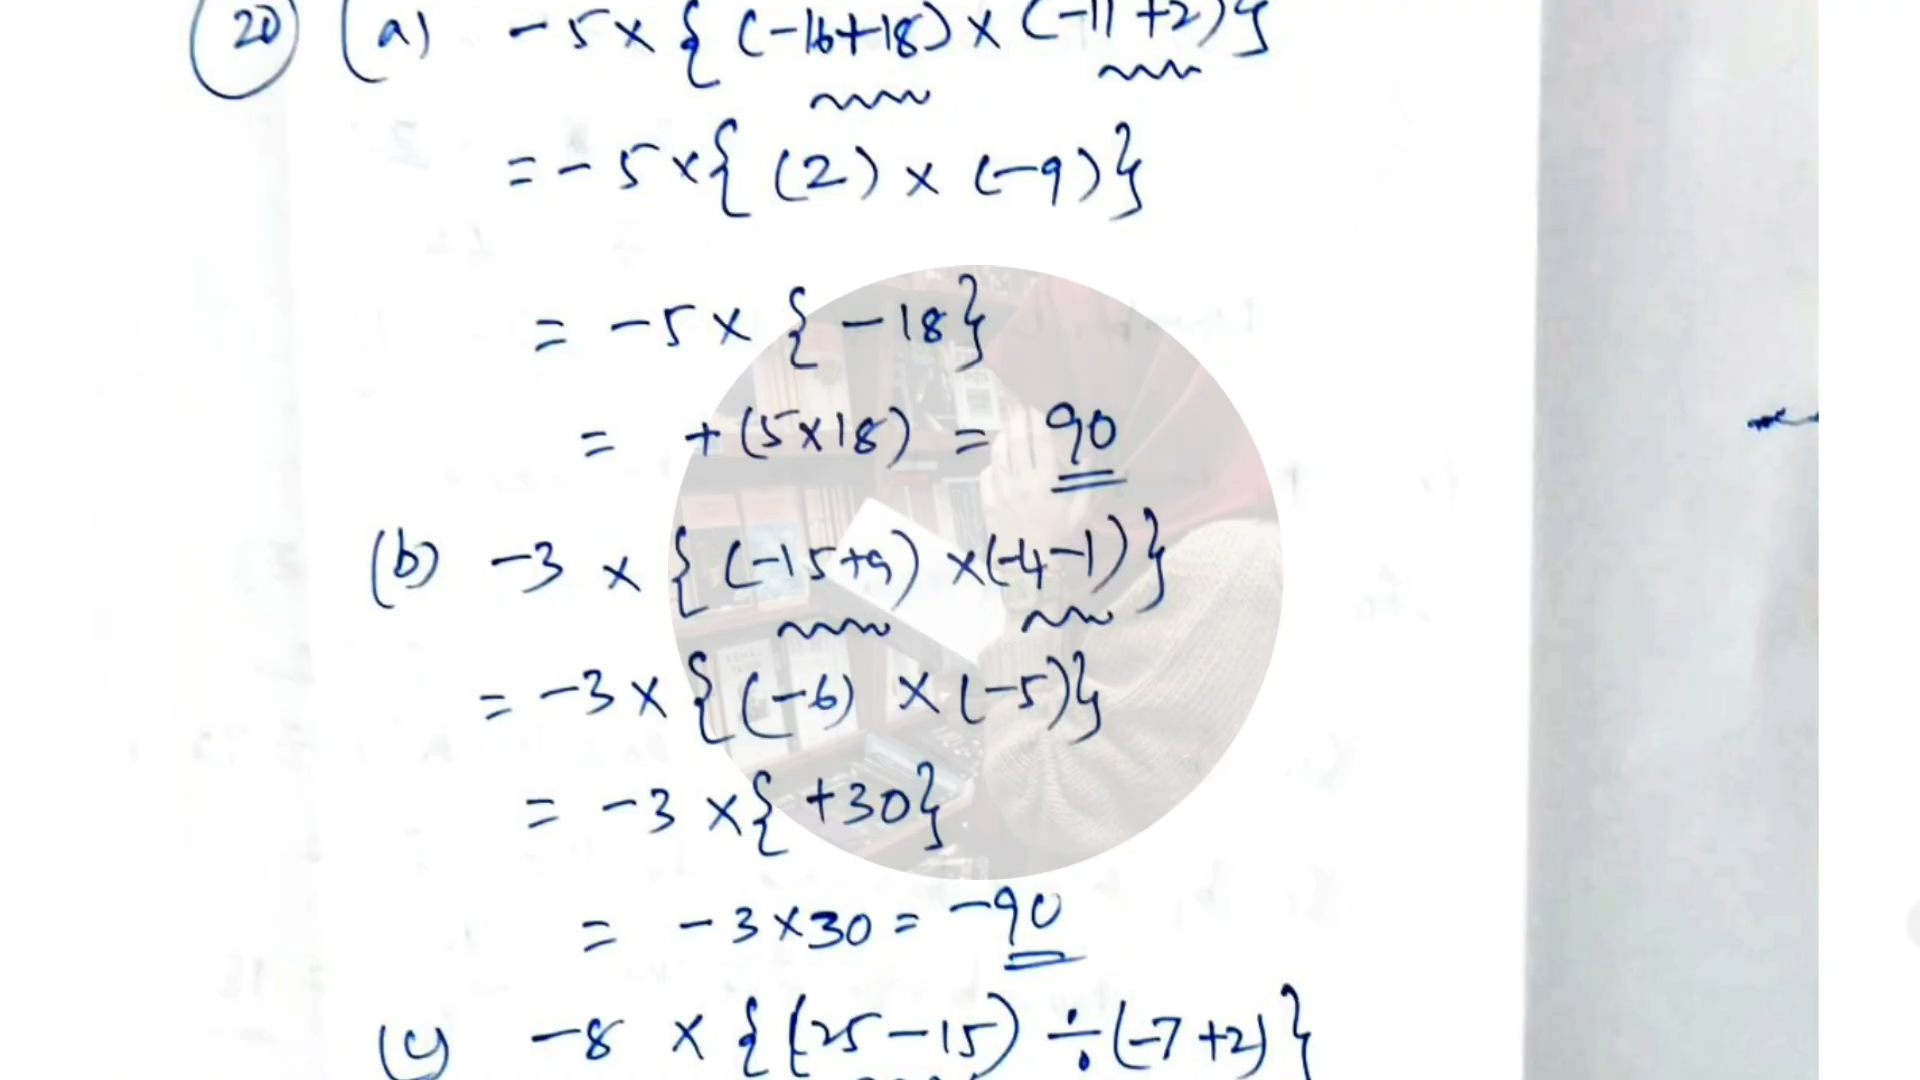 20 (a) -5 × { (-16+18) × (-11+2)}
= -5 × { (2) × (-9)}
= -5 × { -18}
= +(5×18) = 90
(b) -3 × { (-15+9) ×(-4-1)}
= -3 × {(-6) × (-5)}
= -3 ×{ +30}
= -3×30 = -90
(c) -8 × {(25-15) ÷ (-7+2)}